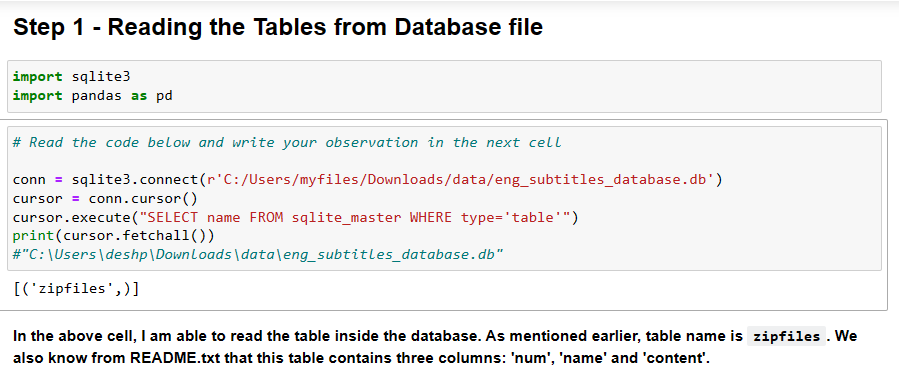 Step 1 - Reading the Tables from Database file
import sqlite3
import pandas as pd
# Read the code below and write your observation in the next cell
conn = sqlite3.connect(r'C:/Users/myfiles/Downloads/data/eng_subtitles_database.db')
cursor = conn.cursor()
cursor.execute("SELECT name FROM sqlite_master WHERE type='table'")
print(cursor.fetchall())
#"C:\Users\deshp\Downloads\data\eng_subtitles_database.db"
[('zipfiles',)]
In the above cell, I am able to read the table inside the database. As mentioned earlier, table name is zipfiles . We
also know from README.txt that this table contains three columns: 'num', 'name' and 'content'.